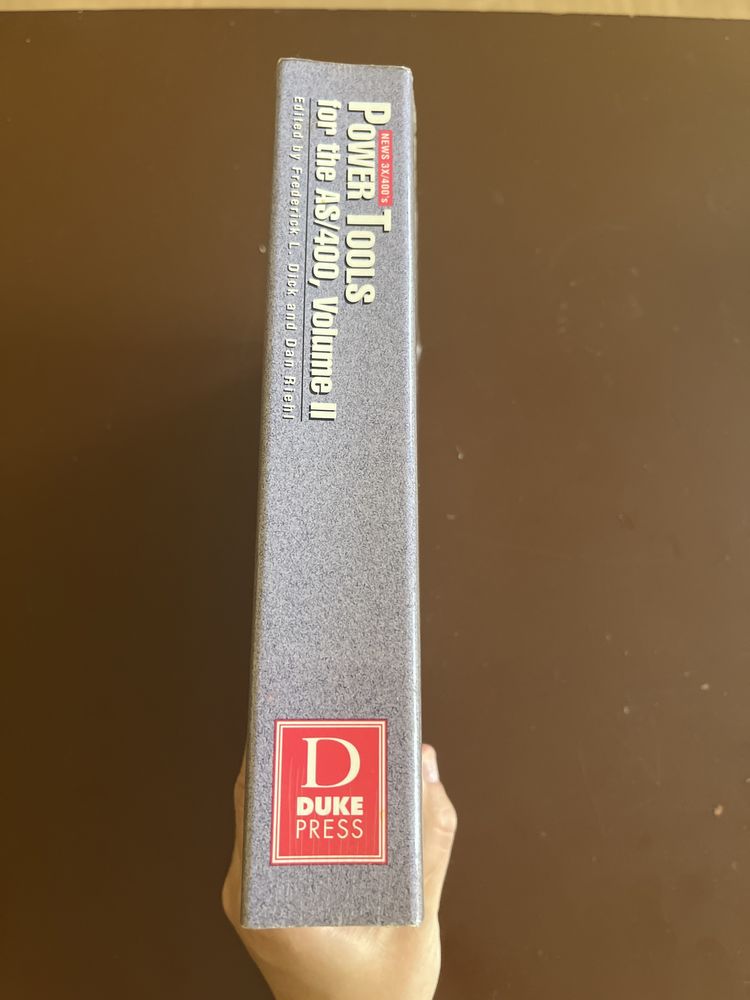 NEWS 3X/400's
POWER TOOLS
for the AS/400, Volume II
Edited by Frederick L. Dick and Dan Riehl
D
DUKE
PRESS